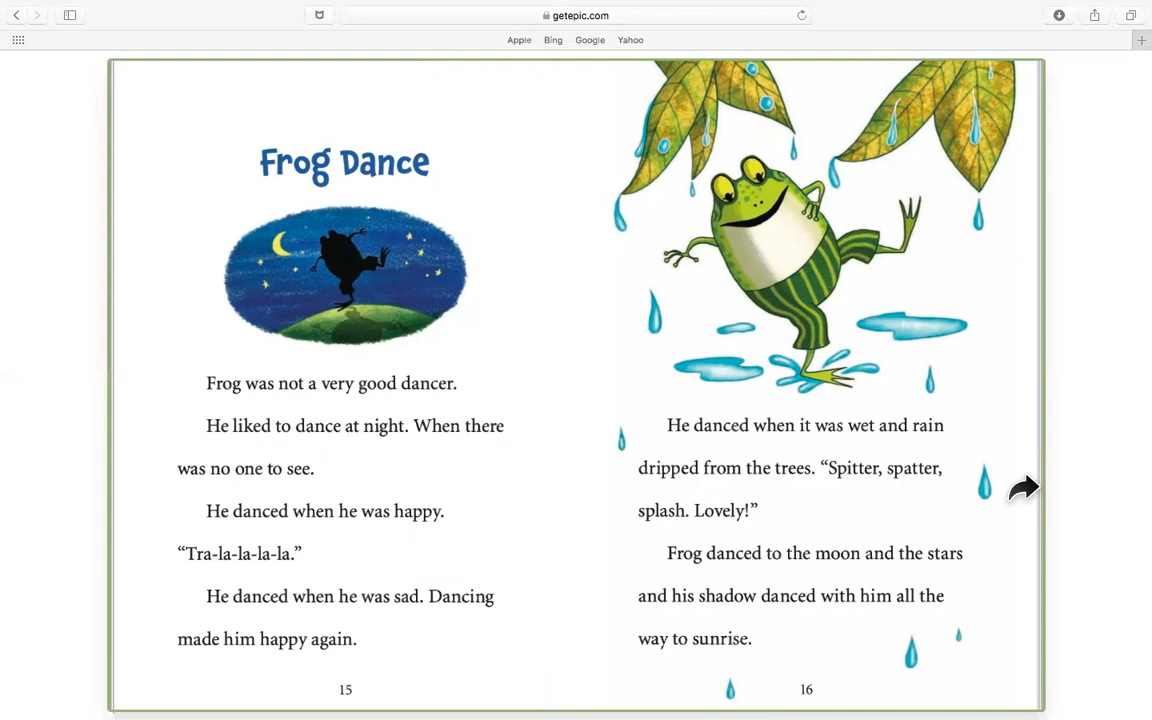 getepic.com
Apple Bing Google Yahoo
Frog Dance
Frog was not a very good dancer.
He liked to dance at night. When there
was no one to see.
He danced when he was happy.
“Tra-la-la-la-la.”
He danced when he was sad. Dancing
made him happy again.
15
He danced when it was wet and rain
dripped from the trees. “Spitter, spatter,
splash. Lovely!”
Frog danced to the moon and the stars
and his shadow danced with him all the
way to sunrise.
16